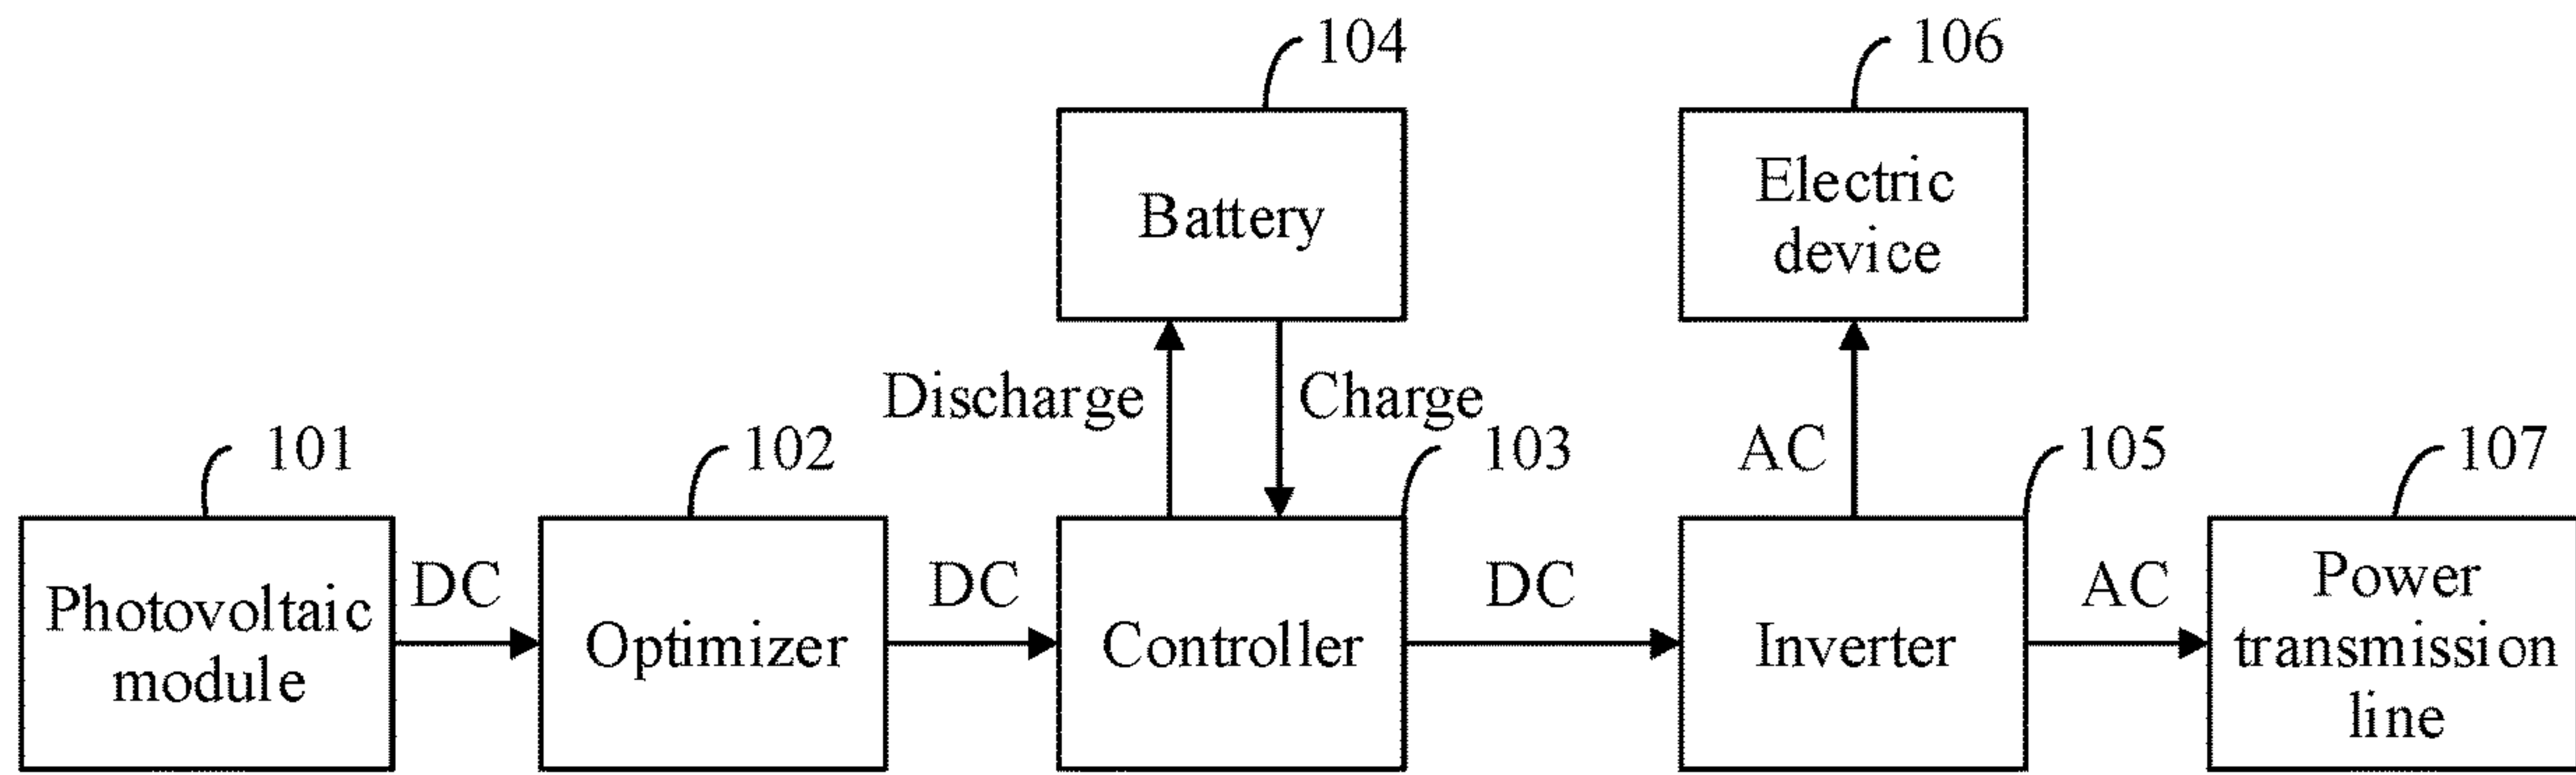 104
106
Battery
Electric
device
Discharge
Charge
101
102
103
AC
105
107
Photovoltaic
module
DC
Optimizer
DC
Controller
DC
Inverter
AC
Power
transmission
line